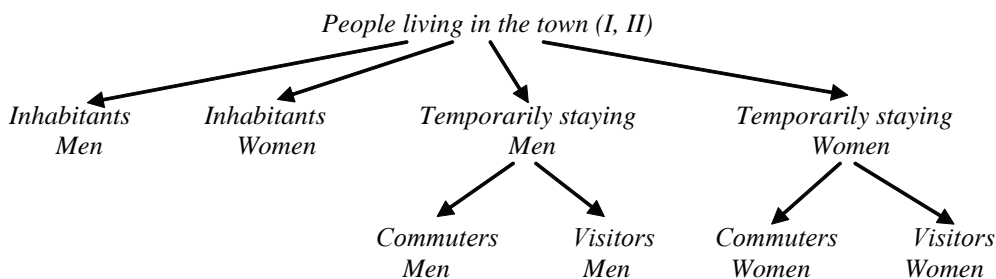 People living in the town (I, II)
Inhabitants
Men
Inhabitants
Women
Temporarily staying
Men
Temporarily staying
Women
Commuters
Men
Visitors
Men
Commuters
Women
Visitors
Women